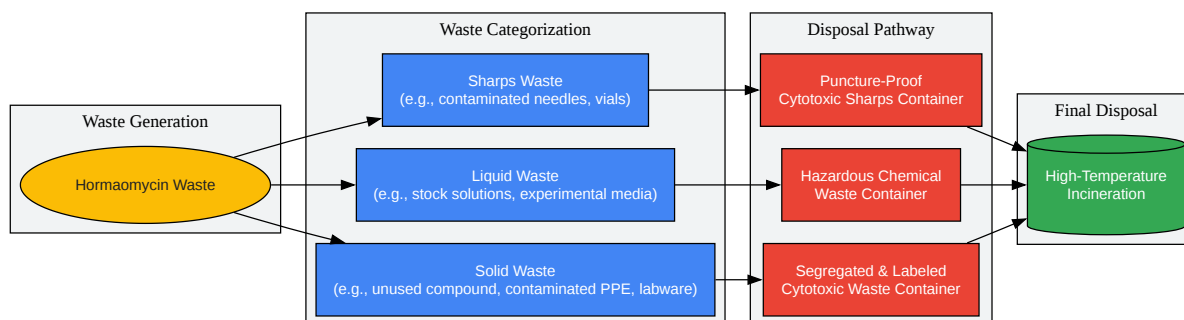 Waste Generation
Hormaomycin Waste
Waste Categorization
Sharps Waste
(e.g., contaminated needles, vials)
Liquid Waste
(e.g., stock solutions, experimental media)
Solid Waste
(e.g., unused compound, contaminated PPE, labware)
Disposal Pathway
Puncture-Proof
Cytotoxic Sharps Container
Hazardous Chemical
Waste Container
Segregated & Labeled
Cytotoxic Waste Container
Final Disposal
High-Temperature
Incineration